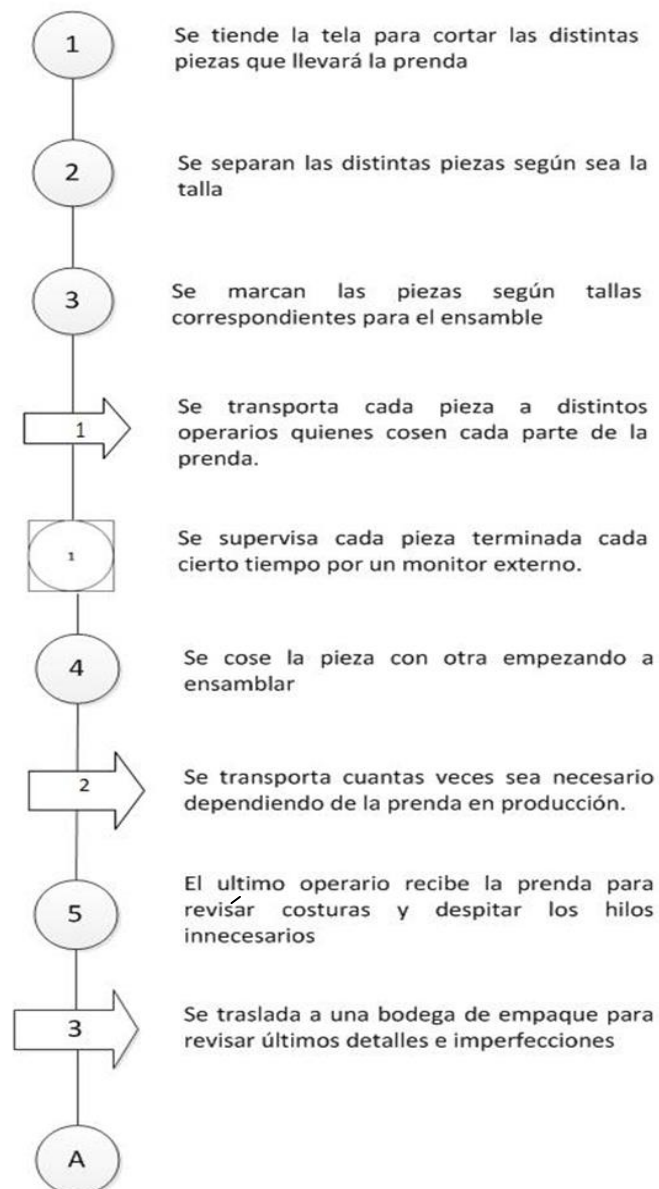 1
Se tiende la tela para cortar las distintas
piezas que llevará la prenda
2
Se separan las distintas piezas según sea la
talla
3
Se marcan las piezas según tallas
correspondientes para el ensamble
1
Se transporta cada pieza a distintos
operarios quienes cosen cada parte de la
prenda.
1
Se supervisa cada pieza terminada cada
cierto tiempo por un monitor externo.
4
Se cose la pieza con otra empezando a
ensamblar
2
Se transporta cuantas veces sea necesario
dependiendo de la prenda en producción.
5
El ultimo operario recibe la prenda para
revisar costuras y despitar los hilos
innecesarios
3
Se traslada a una bodega de empaque para
revisar últimos detalles e imperfecciones
A